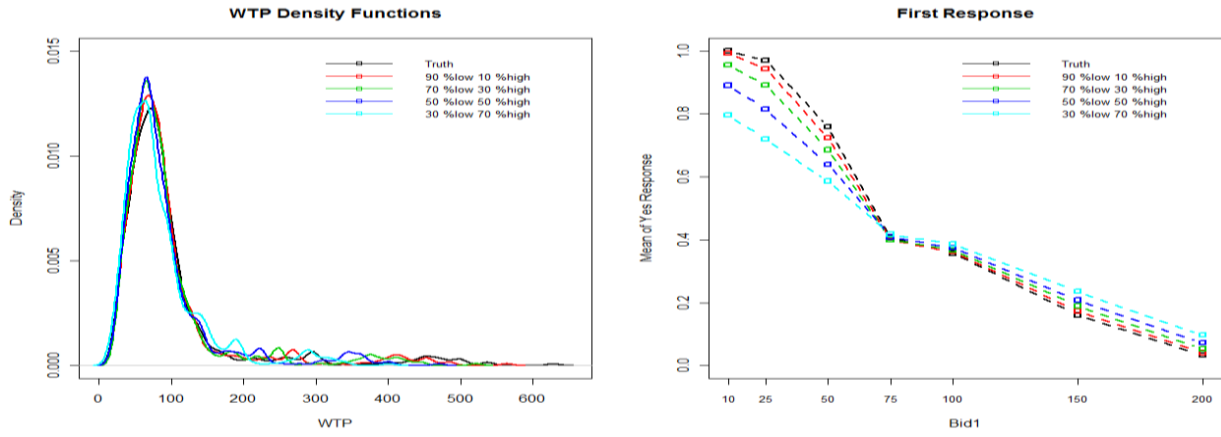 WTP Density Functions
Density
0.015
0.010
0.005
0.000
Truth
90 %low 10 %high
70 %low 30 %high
50 %low 50 %high
30 %low 70 %high
0 100 200 300 400 500 600
WTP
First Response
Mean of Yes Response
1.0
0.8
0.6
0.4
0.2
0.0
Truth
90 %low 10 %high
70 %low 30 %high
50 %low 50 %high
30 %low 70 %high
10 25 50 75 100 150 200
Bid1